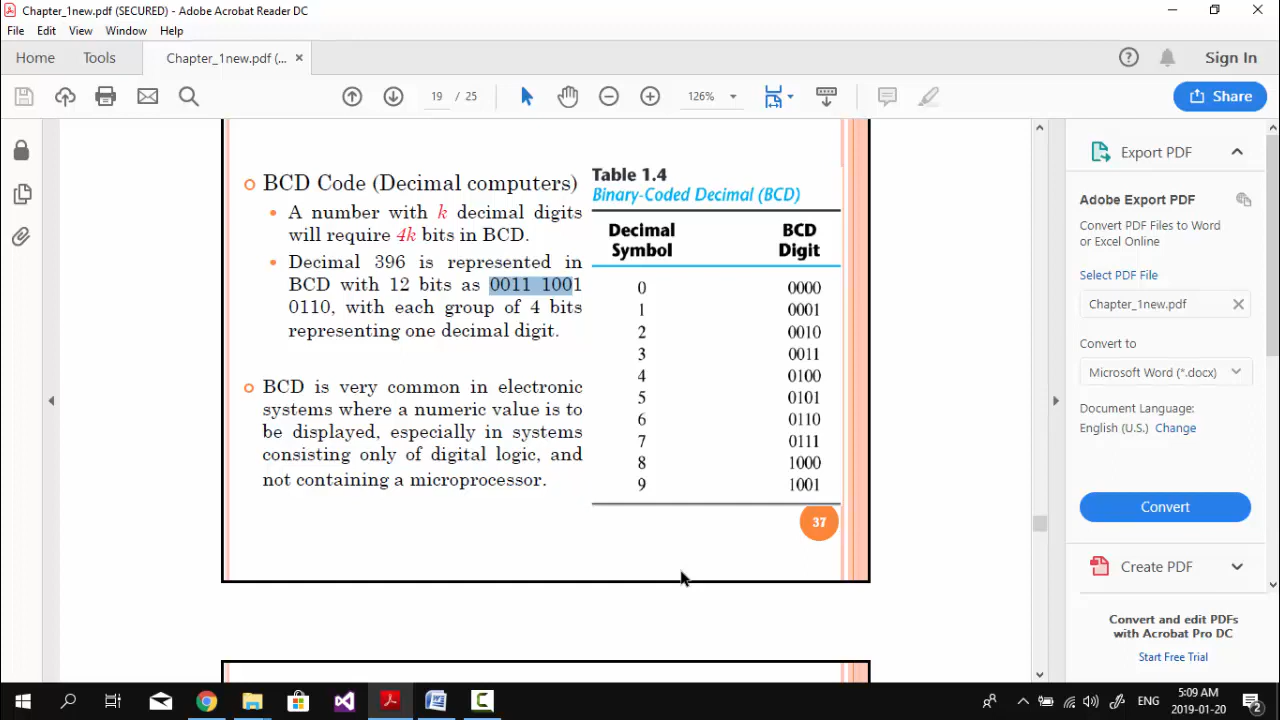 Chapter_1new.pdf (SECURED) - Adobe Acrobat Reader DC
File Edit View Window Help
Home Tools Chapter_1new.pdf (... × Sign In
19 / 25 126% Share
BCD Code (Decimal computers)
• A number with k decimal digits
will require 4k bits in BCD.
• Decimal 396 is represented in
BCD with 12 bits as 0011 1001
0110, with each group of 4 bits
representing one decimal digit.
BCD is very common in electronic
systems where a numeric value is to
be displayed, especially in systems
consisting only of digital logic, and
not containing a microprocessor.
Table 1.4
Binary-Coded Decimal (BCD)
Decimal BCD
Symbol Digit
0 0000
1 0001
2 0010
3 0011
4 0100
5 0101
6 0110
7 0111
8 1000
9 1001
37
Export PDF
Adobe Export PDF
Convert PDF Files to Word
or Excel Online
Select PDF File
Chapter_1new.pdf
Convert to
Microsoft Word (*.docx)
Document Language:
English (U.S.) Change
Convert
Create PDF
Convert and edit PDFs
with Acrobat Pro DC
Start Free Trial
ENG
5:09 AM
2019-01-20
2